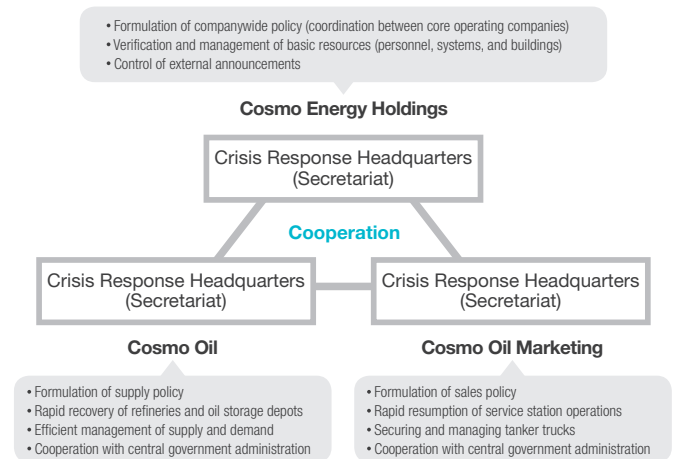 • Formulation of companywide policy (coordination between core operating companies)
• Verification and management of basic resources (personnel, systems, and buildings)
• Control of external announcements
Cosmo Energy Holdings
Crisis Response Headquarters
(Secretariat)
Cooperation
Crisis Response Headquarters
(Secretariat)
Crisis Response Headquarters
(Secretariat)
Cosmo Oil
Cosmo Oil Marketing
• Formulation of supply policy
• Rapid recovery of refineries and oil storage depots
• Efficient management of supply and demand
• Cooperation with central government administration
• Formulation of sales policy
• Rapid resumption of service station operations
• Securing and managing tanker trucks
• Cooperation with central government administration